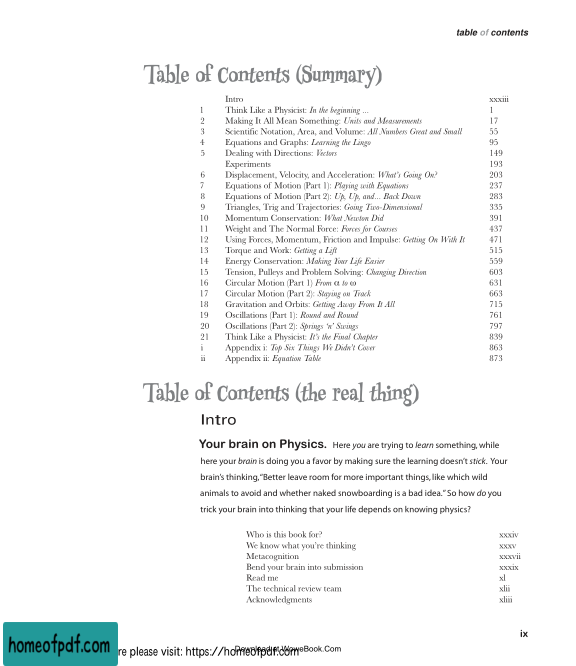 table of contents
Table of Contents (Summary)
Intro xxxiii
1 Think Like a Physicist: In the beginning ... 1
2 Making It All Mean Something: Units and Measurements 17
3 Scientific Notation, Area, and Volume: All Numbers Great and Small 55
4 Equations and Graphs: Learning the Lingo 95
5 Dealing with Directions: Vectors 149
Experiments 193
6 Displacement, Velocity, and Acceleration: What's Going On? 203
7 Equations of Motion (Part 1): Playing with Equations 237
8 Equations of Motion (Part 2): Up, Up, and... Back Down 283
9 Triangles, Trig and Trajectories: Going Two-Dimensional 335
10 Momentum Conservation: What Newton Did 391
11 Weight and The Normal Force: Forces for Courses 437
12 Using Forces, Momentum, Friction and Impulse: Getting On With It 471
13 Torque and Work: Getting a Lift 515
14 Energy Conservation: Making Your Life Easier 559
15 Tension, Pulleys and Problem Solving: Changing Direction 603
16 Circular Motion (Part 1) From α to ω 631
17 Circular Motion (Part 2): Staying on Track 663
18 Gravitation and Orbits: Getting Away From It All 715
19 Oscillations (Part 1): Round and Round 761
20 Oscillations (Part 2): Springs 'n' Swings 797
21 Think Like a Physicist: It's the Final Chapter 839
i Appendix i: Top Six Things We Didn't Cover 863
ii Appendix ii: Equation Table 873
Table of Contents (the real thing)
Intro
Your brain on Physics. Here you are trying to learn something, while
here your brain is doing you a favor by making sure the learning doesn't stick. Your
brain's thinking, "Better leave room for more important things, like which wild
animals to avoid and whether naked snowboarding is a bad idea." So how do you
trick your brain into thinking that your life depends on knowing physics?
Who is this book for? xxxiv
We know what you're thinking xxxv
Metacognition xxxvii
Bend your brain into submission xxxix
Read me xl
The technical review team xlii
Acknowledgments xliii
ix
homeofpdf.com
re please visit: https://homeofpdf.com
Download at WoweBook.Com